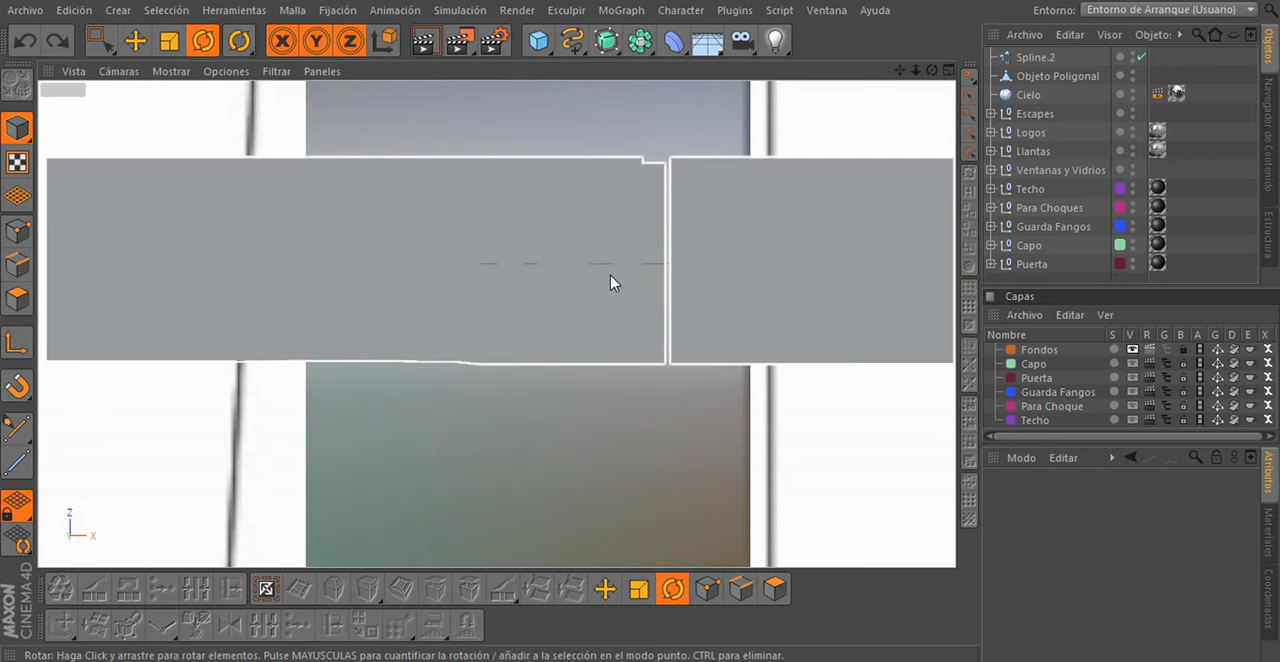 Archivo Edición Crear Selección Herramientas Malla Fijación Animación Simulación Render Esculpir MoGraph Character Plugins Script Ventana Ayuda Entorno: Entorno de Arranque (Usuario)
X Y Z
Archivo Editar Visor Objeto:
Vista Cámaras Mostrar Opciones Filtrar Paneles
Spline.2
Objeto Poligonal
Cielo
Escapes
Logos
Llantas
Ventanas y Vidrios
Techo
Para Choques
Guarda Fangos
Capo
Puerta
Objetos
Navegador de Contenido
Estructura
Capas
Archivo Editar Ver
Nombre S V R G B A G D E X
Fondos
Capo
Puerta
Guarda Fangos
Para Choque
Techo
Modo Editar
Atributos
Materiales
Coordenadas
Z
X
MAXON
CINEMA 4D
Rotar: Haga Click y arrastre para rotar elementos. Pulse MAYUSCULAS para cuantificar la rotación / añadir a la selección en el modo punto. CTRL para eliminar.